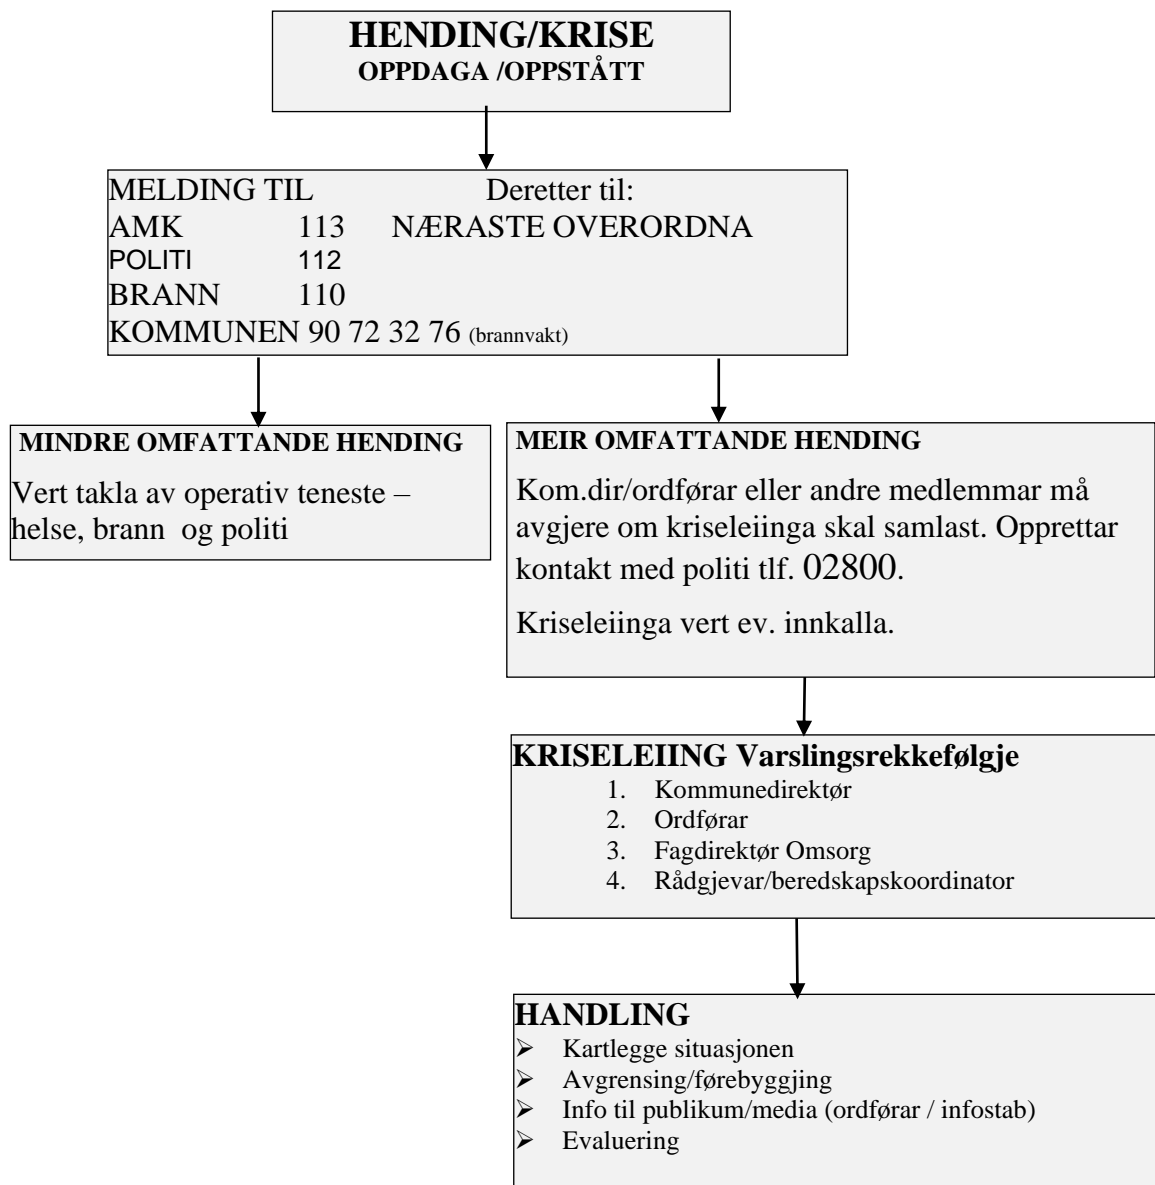 HENDING/KRISE
OPPDAGA /OPPSTÅTT
MELDING TIL Deretter til:
AMK 113 NÆRASTE OVERORDNA
POLITI 112
BRANN 110
KOMMUNEN 90 72 32 76 (brannvakt)
MINDRE OMFATTANDE HENDING
Vert takla av operativ teneste –
helse, brann og politi
MEIR OMFATTANDE HENDING
Kom.dir/ordførar eller andre medlemmar må
avgjere om kriseleiinga skal samlast. Opprettar
kontakt med politi tlf. 02800.
Kriseleiinga vert ev. innkalla.
KRISELEIING Varslingsrekkefølgje
1. Kommunedirektør
2. Ordførar
3. Fagdirektør Omsorg
4. Rådgjevar/beredskapskoordinator
HANDLING
➢ Kartlegge situasjonen
➢ Avgrensing/førebyggjing
➢ Info til publikum/media (ordførar / infostab)
➢ Evaluering